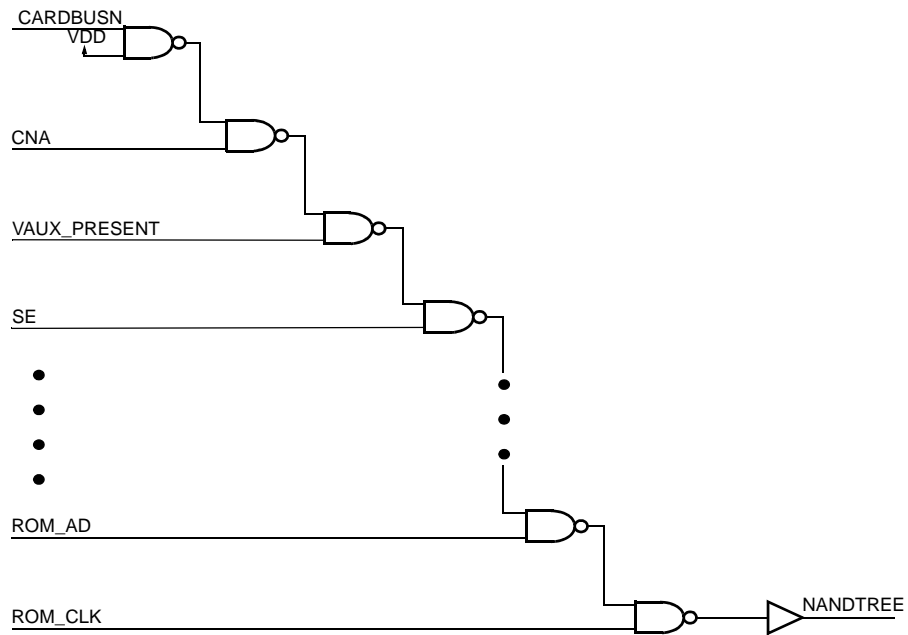 CARDBUSN
VDD
CNA
VAUX_PRESENT
SE
ROM_AD
ROM_CLK
NANDTREE